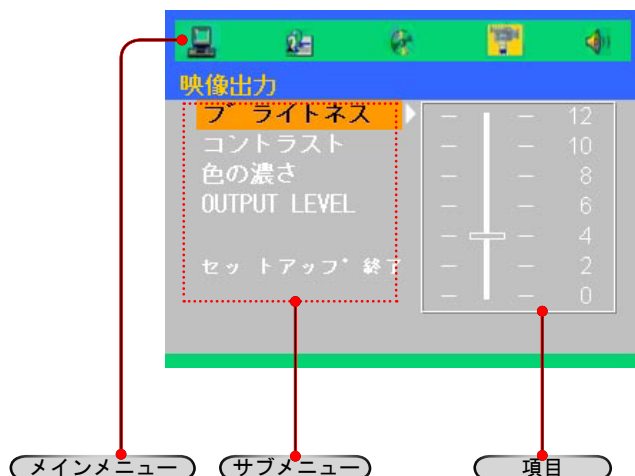 映像出力
ブライトネス
コントラスト
色の濃さ
OUTPUT LEVEL
セットアップ終了
12
10
8
6
4
2
0
メインメニュー
サブメニュー
項目